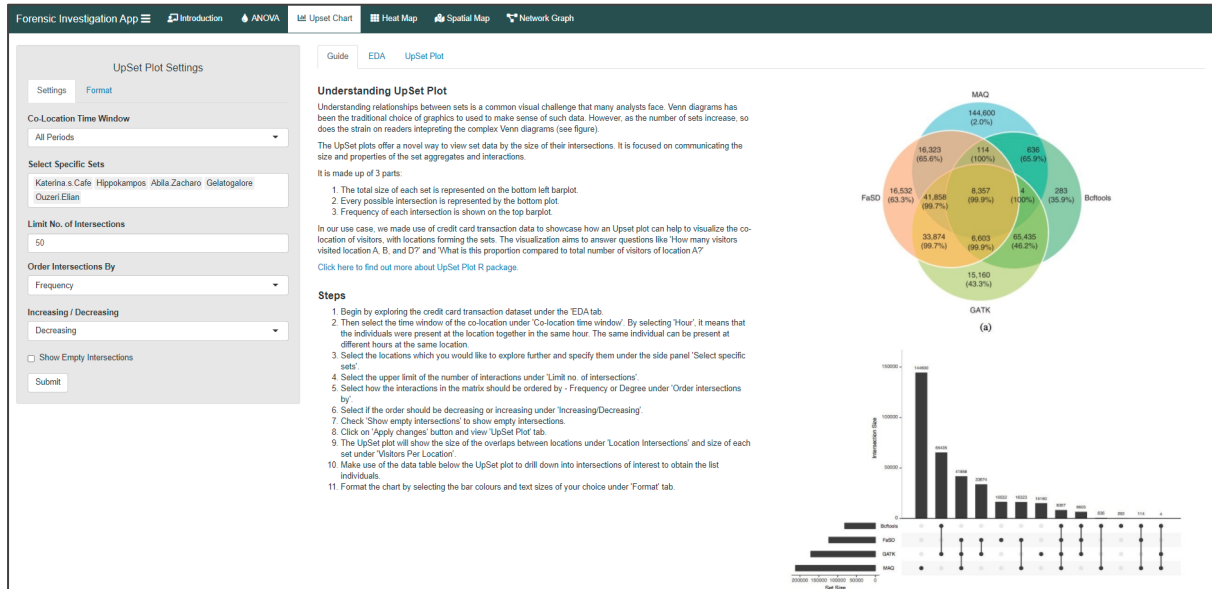 Forensic Investigation App
Introduction
ANOVA
Upset Chart
Heat Map
Spatial Map
Network Graph
UpSet Plot Settings
Settings
Format
Co-Location Time Window
All Periods
Select Specific Sets
Katerina.s.Cafe Hippokampos Abila.Zacharo Gelatogalore
Ouzeri.Elian
Limit No. of Intersections
50
Order Intersections By
Frequency
Increasing / Decreasing
Decreasing
Show Empty Intersections
Submit
Guide
EDA
UpSet Plot
Understanding UpSet Plot
Understanding relationships between sets is a common visual challenge that many analysts face. Venn diagrams has
been the traditional choice of graphics to used to make sense of such data. However, as the number of sets increase, so
does the strain on readers intepreting the complex Venn diagrams (see figure).
The UpSet plots offer a novel way to view set data by the size of their intersections. It is focused on communicating the
size and properties of the set aggregates and interactions.
It is made up of 3 parts:
1. The total size of each set is represented on the bottom left barplot.
2. Every possible intersection is represented by the bottom plot.
3. Frequency of each intersection is shown on the top barplot.
In our use case, we made use of credit card transaction data to showcase how an Upset plot can help to visualize the co-
location of visitors, with locations forming the sets. The visualization aims to answer questions like 'How many visitors
visited location A, B, and D?' and 'What is this proportion compared to total number of visitors of location A?'
Click here to find out more about UpSet Plot R package.
Steps
1. Begin by exploring the credit card transaction dataset under the 'EDA tab.
2. Then select the time window of the co-location under 'Co-location time window'. By selecting 'Hour', it means that
the individuals were present at the location together in the same hour. The same individual can be present at
different hours at the same location.
3. Select the locations which you would like to explore further and specify them under the side panel 'Select specific
sets'.
4. Select the upper limit of the number of interactions under 'Limit no. of intersections'.
5. Select how the interactions in the matrix should be ordered by - Frequency or Degree under 'Order intersections
by'.
6. Select if the order should be decreasing or increasing under 'Increasing/Decreasing'.
7. Check 'Show empty intersections' to show empty intersections.
8. Click on 'Apply changes' button and view 'UpSet Plot' tab.
9. The UpSet plot will show the size of the overlaps between locations under 'Location Intersections' and size of each
set under 'Visitors Per Location'.
10. Make use of the data table below the UpSet plot to drill down into intersections of interest to obtain the list
individuals.
11. Format the chart by selecting the bar colours and text sizes of your choice under 'Format' tab.
MAQ
144,600
(2.0%)
16,323
(65.6%)
114
(100%)
636
(65.9%)
FaSD
16,532
(63.3%)
41,858
(99.7%)
8,357
(99.9%)
4
(100%)
283
(35.9%)
Bcftools
33,874
(99.7%)
6,603
(99.9%)
65,435
(46.2%)
15,160
(43.3%)
GATK
(a)
Intersection Size
150000
100000
50000
0
144600
65435
41858
33874
16532
16323
15160
8357
6603
636
283
114
4
Bcftools
FaSD
GATK
MAQ
200000 150000 100000 50000 0
Set Size